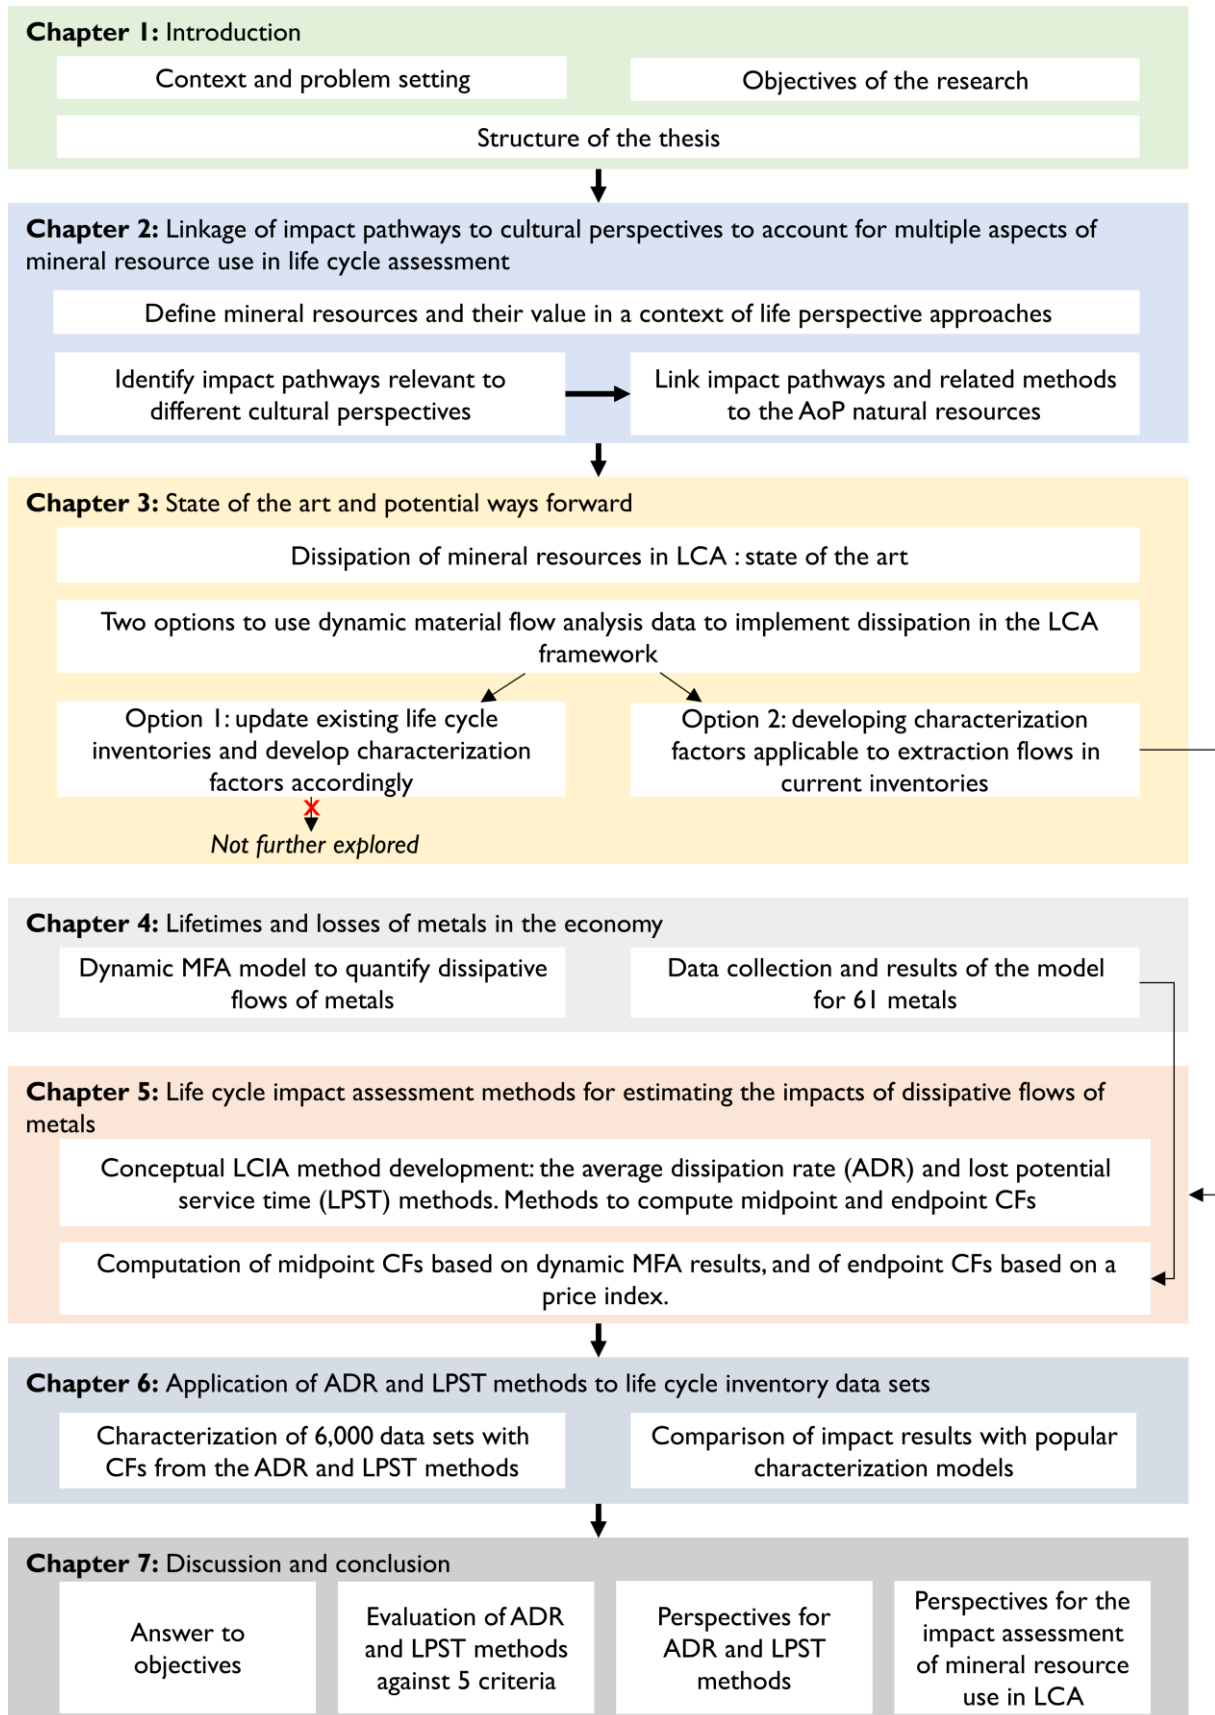 Chapter 1: Introduction
Context and problem setting
Objectives of the research
Structure of the thesis
Chapter 2: Linkage of impact pathways to cultural perspectives to account for multiple aspects of
mineral resource use in life cycle assessment
Define mineral resources and their value in a context of life perspective approaches
Identify impact pathways relevant to
different cultural perspectives
Link impact pathways and related methods
to the AoP natural resources
Chapter 3: State of the art and potential ways forward
Dissipation of mineral resources in LCA : state of the art
Two options to use dynamic material flow analysis data to implement dissipation in the LCA
framework
Option 1: update existing life cycle
inventories and develop characterization
factors accordingly
X
Not further explored
Option 2: developing characterization
factors applicable to extraction flows in
current inventories
Chapter 4: Lifetimes and losses of metals in the economy
Dynamic MFA model to quantify dissipative
flows of metals
Data collection and results of the model
for 61 metals
Chapter 5: Life cycle impact assessment methods for estimating the impacts of dissipative flows of
metals
Conceptual LCIA method development: the average dissipation rate (ADR) and lost potential
service time (LPST) methods. Methods to compute midpoint and endpoint CFs
Computation of midpoint CFs based on dynamic MFA results, and of endpoint CFs based on a
price index.
Chapter 6: Application of ADR and LPST methods to life cycle inventory data sets
Characterization of 6,000 data sets with
CFs from the ADR and LPST methods
Comparison of impact results with popular
characterization models
Chapter 7: Discussion and conclusion
Answer to
objectives
Evaluation of ADR
and LPST methods
against 5 criteria
Perspectives for
ADR and LPST
methods
Perspectives for the
impact assessment
of mineral resource
use in LCA